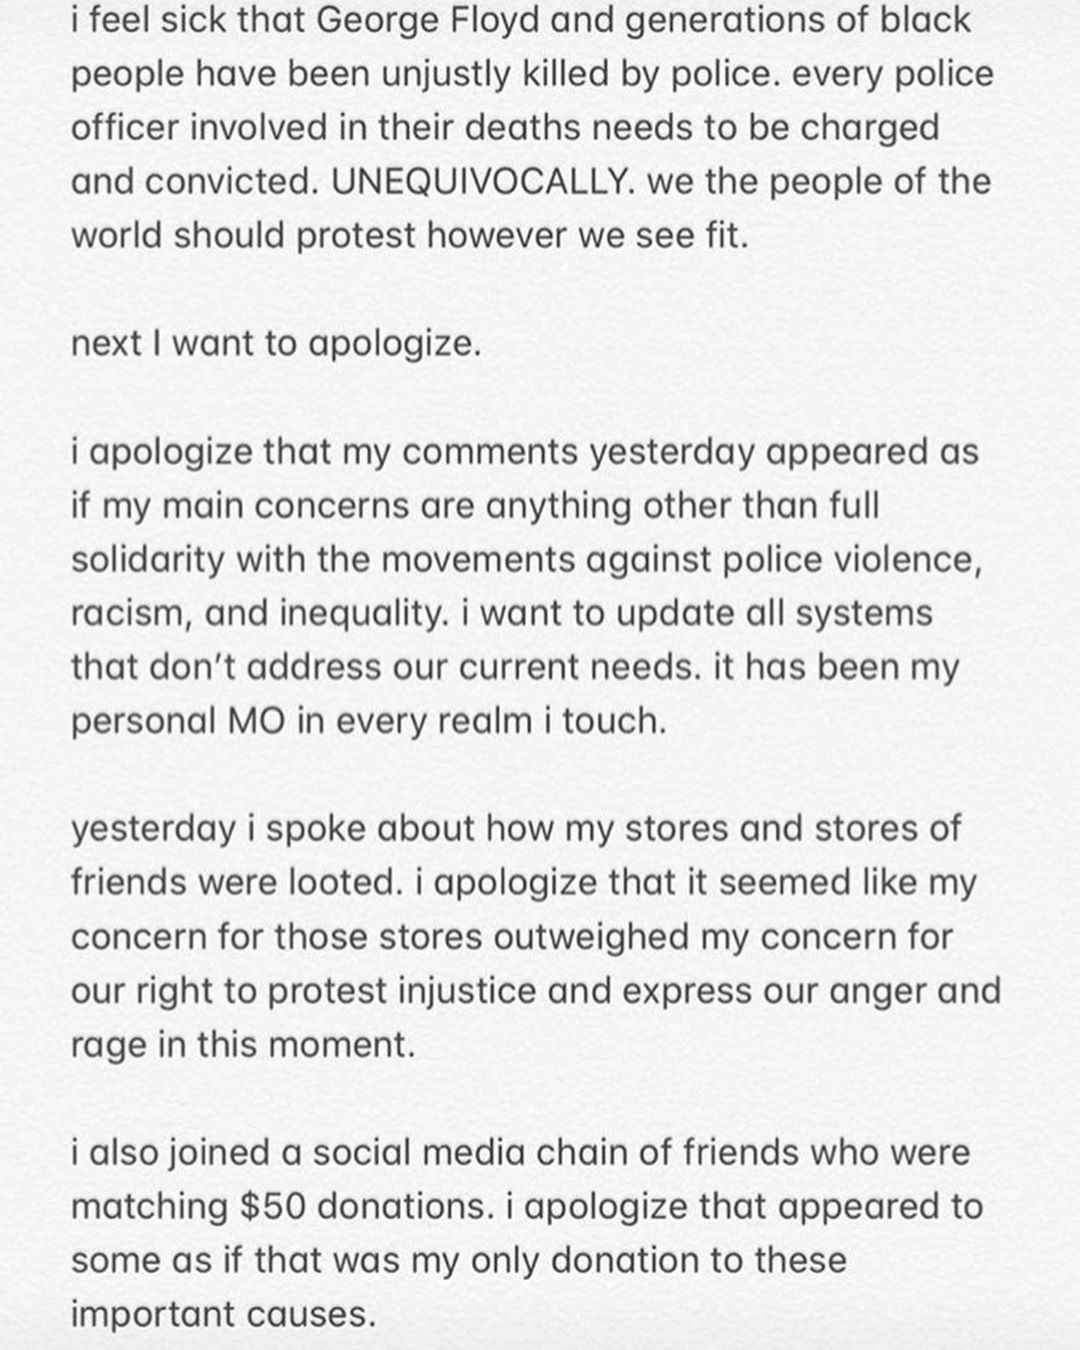 i feel sick that George Floyd and generations of black
people have been unjustly killed by police. every police
officer involved in their deaths needs to be charged
and convicted. UNEQUIVOCALLY. we the people of the
world should protest however we see fit.
next I want to apologize.
i apologize that my comments yesterday appeared as
if my main concerns are anything other than full
solidarity with the movements against police violence,
racism, and inequality. i want to update all systems
that don’t address our current needs. it has been my
personal MO in every realm i touch.
yesterday i spoke about how my stores and stores of
friends were looted. i apologize that it seemed like my
concern for those stores outweighed my concern for
our right to protest injustice and express our anger and
rage in this moment.
i also joined a social media chain of friends who were
matching $50 donations. i apologize that appeared to
some as if that was my only donation to these
important causes.